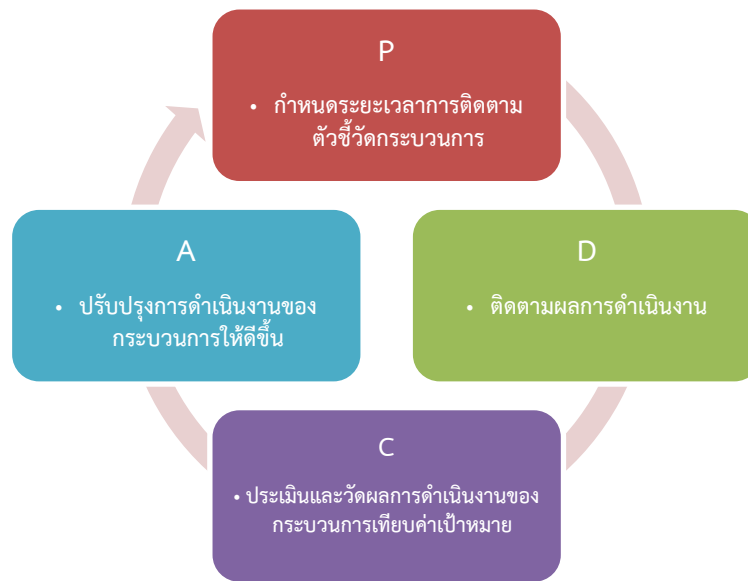 P
• กำหนดระยะเวลาการติดตาม
ตัวชี้วัดกระบวนการ
A
• ปรับปรุงการดำเนินงานของ
กระบวนการให้ดีขึ้น
D
• ติดตามผลการดำเนินงาน
C
• ประเมินและวัดผลการดำเนินงานของ
กระบวนการเทียบค่าเป้าหมาย